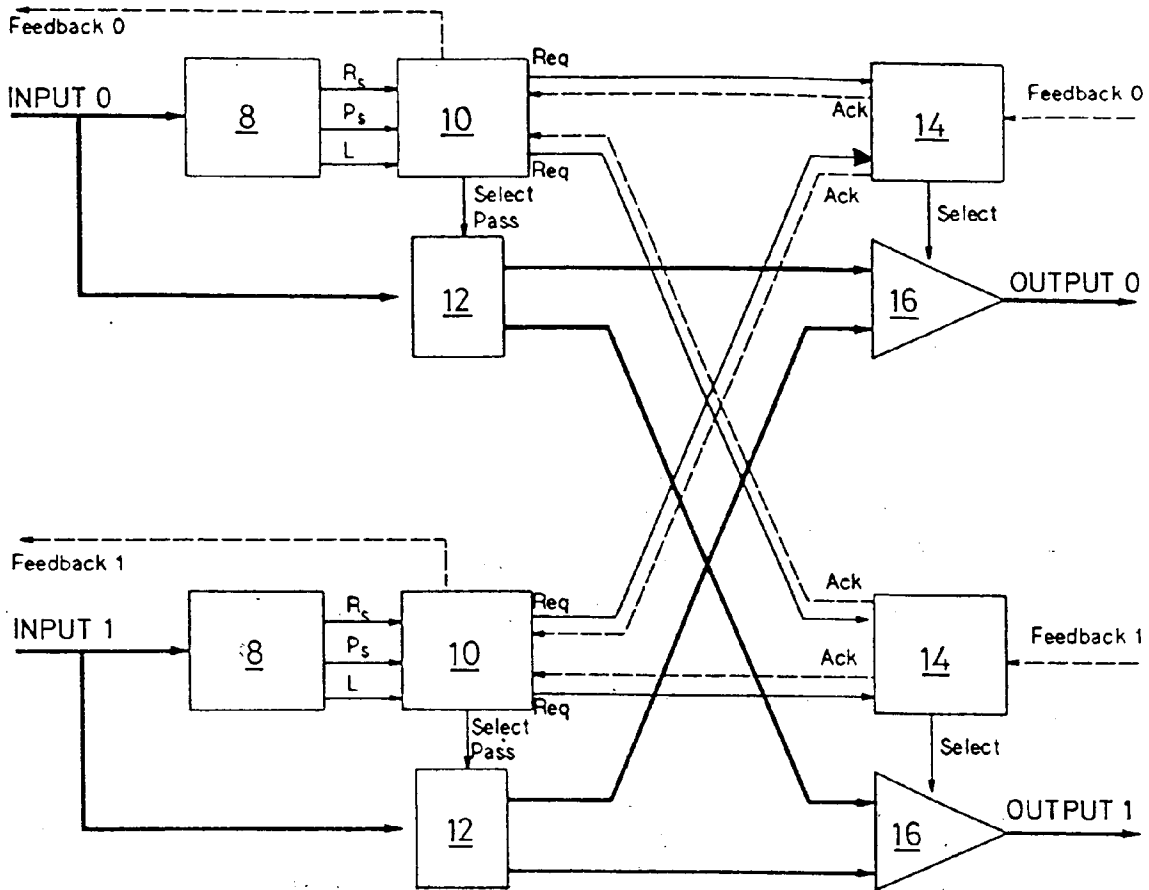 Feedback 0
Req
INPUT 0
8
Rs
Ps
L
10
Ack
14
Feedback 0
Req
Select
Pass
Ack
Select
12
16
OUTPUT 0
Feedback 1
Req
Ack
INPUT 1
8
Rs
Ps
L
10
Ack
14
Feedback 1
Req
Select
Pass
Select
12
16
OUTPUT 1